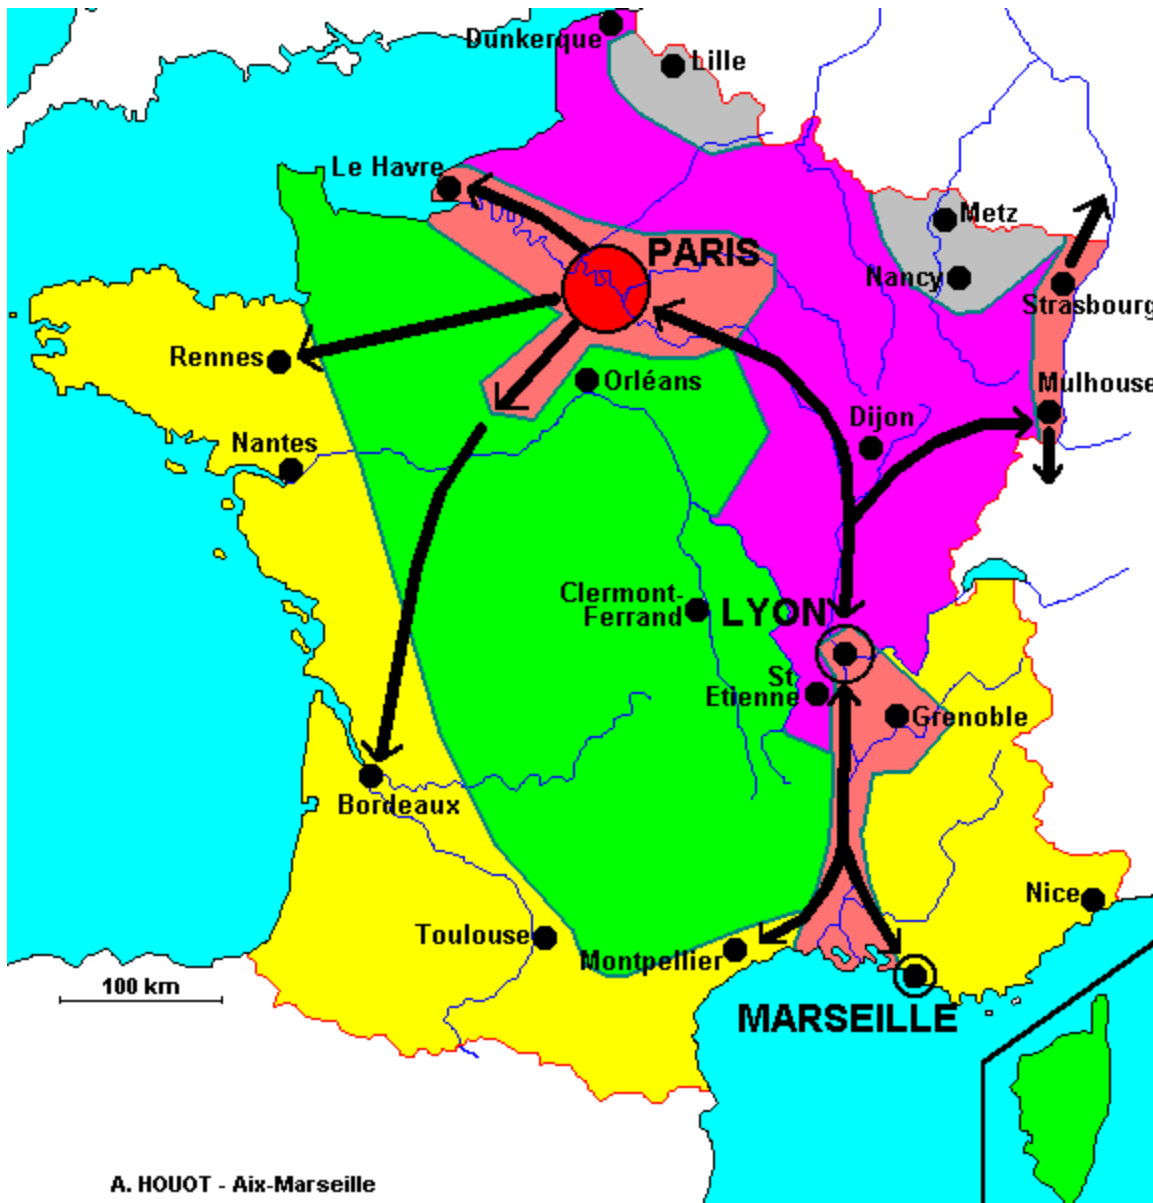 Dunkerque
Lille
Le Havre
Metz
PARIS
Nancy
Strasbourg
Rennes
Orléans
Mulhouse
Dijon
Nantes
Clermont-
Ferrand
LYON
St
Etienne
Grenoble
Bordeaux
Nice
Toulouse
Montpellier
100 km
MARSEILLE
A. HOUOT - Aix-Marseille